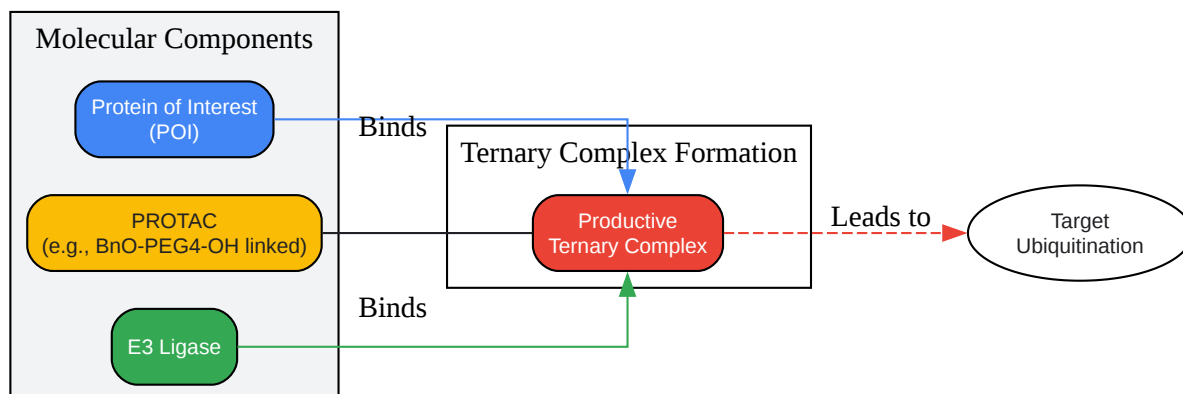 Molecular Components
Protein of Interest
(POI)
Binds
Ternary Complex Formation
PROTAC
(e.g., BnO-PEG4-OH linked)
Productive
Ternary Complex
Leads to
Target
Ubiquitination
Binds
E3 Ligase